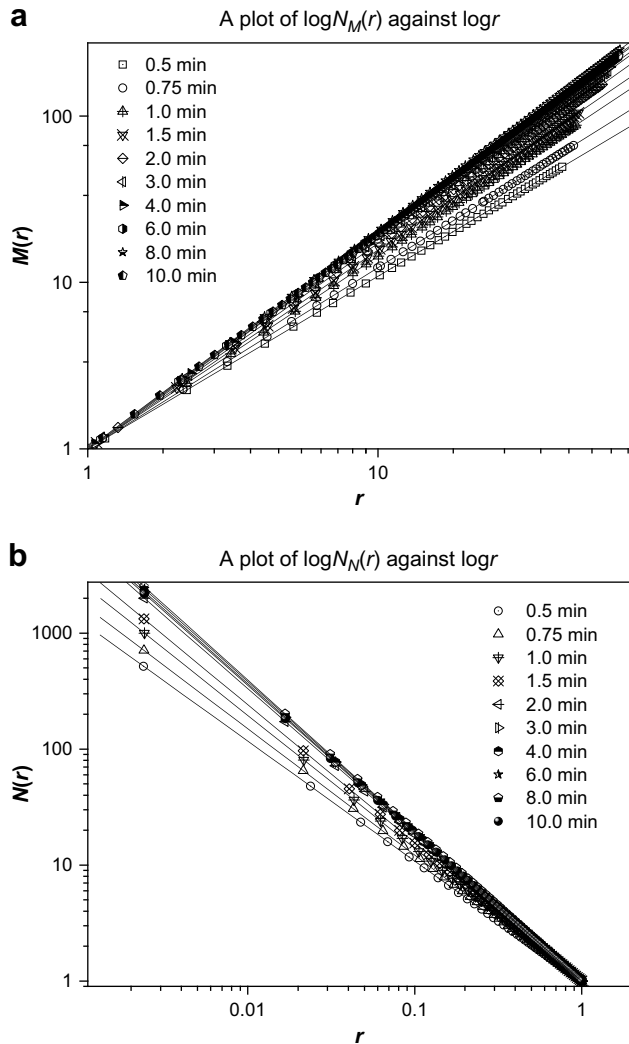 a
A plot of logN_M(r) against logr
0.5 min
0.75 min
1.0 min
1.5 min
2.0 min
3.0 min
4.0 min
6.0 min
8.0 min
10.0 min
100
10
1
M(r)
1
10
r
b
A plot of logN_N(r) against logr
0.5 min
0.75 min
1.0 min
1.5 min
2.0 min
3.0 min
4.0 min
6.0 min
8.0 min
10.0 min
1000
100
10
1
N(r)
0.01
0.1
1
r